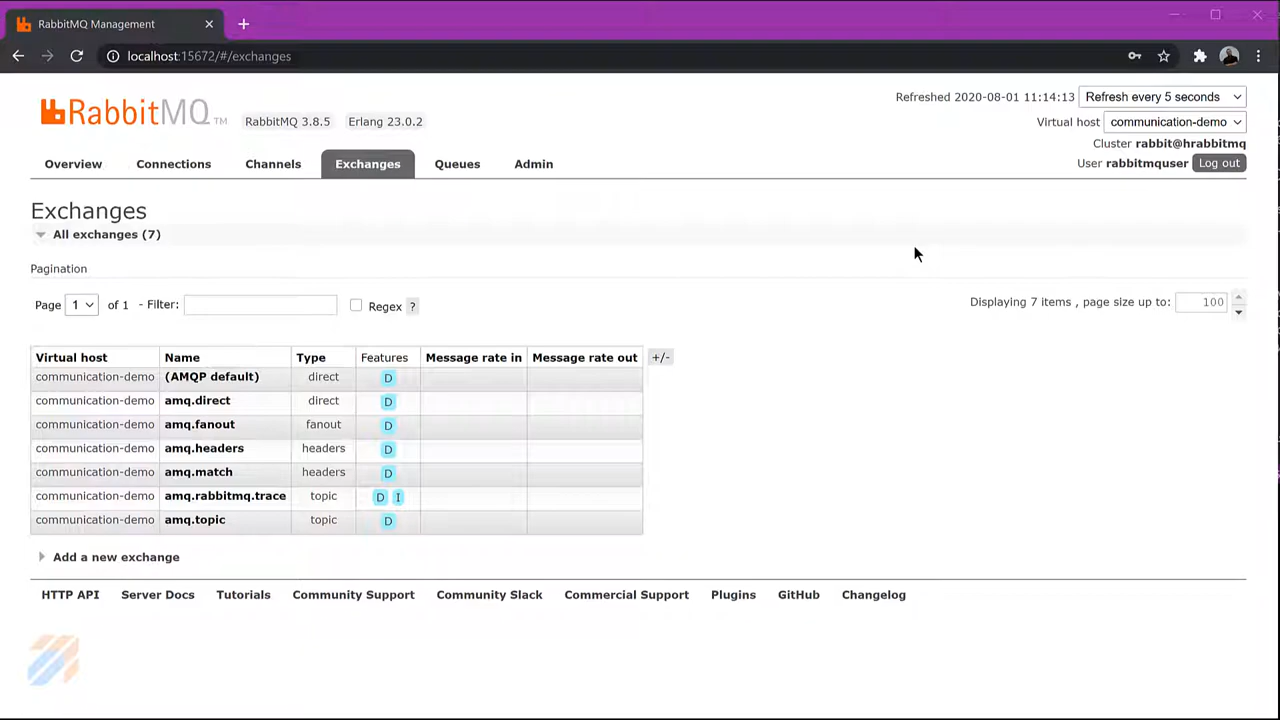 RabbitMQ Management
localhost:15672/#/exchanges
Refreshed 2020-08-01 11:14:13 Refresh every 5 seconds
RabbitMQ TM RabbitMQ 3.8.5 Erlang 23.0.2
Virtual host communication-demo
Cluster rabbit@hrabbitmq
User rabbitmquser Log out
Overview Connections Channels Exchanges Queues Admin
Exchanges
All exchanges (7)
Pagination
Page 1 of 1 - Filter: Regex ? Displaying 7 items , page size up to: 100
Virtual host Name Type Features Message rate in Message rate out +/-
communication-demo (AMQP default) direct D
communication-demo amq.direct direct D
communication-demo amq.fanout fanout D
communication-demo amq.headers headers D
communication-demo amq.match headers D
communication-demo amq.rabbitmq.trace topic D I
communication-demo amq.topic topic D
Add a new exchange
HTTP API Server Docs Tutorials Community Support Community Slack Commercial Support Plugins GitHub Changelog